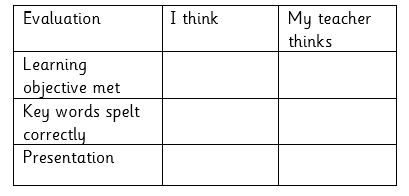 Evaluation I think My teacher
thinks
Learning
objective met
Key words spelt
correctly
Presentation